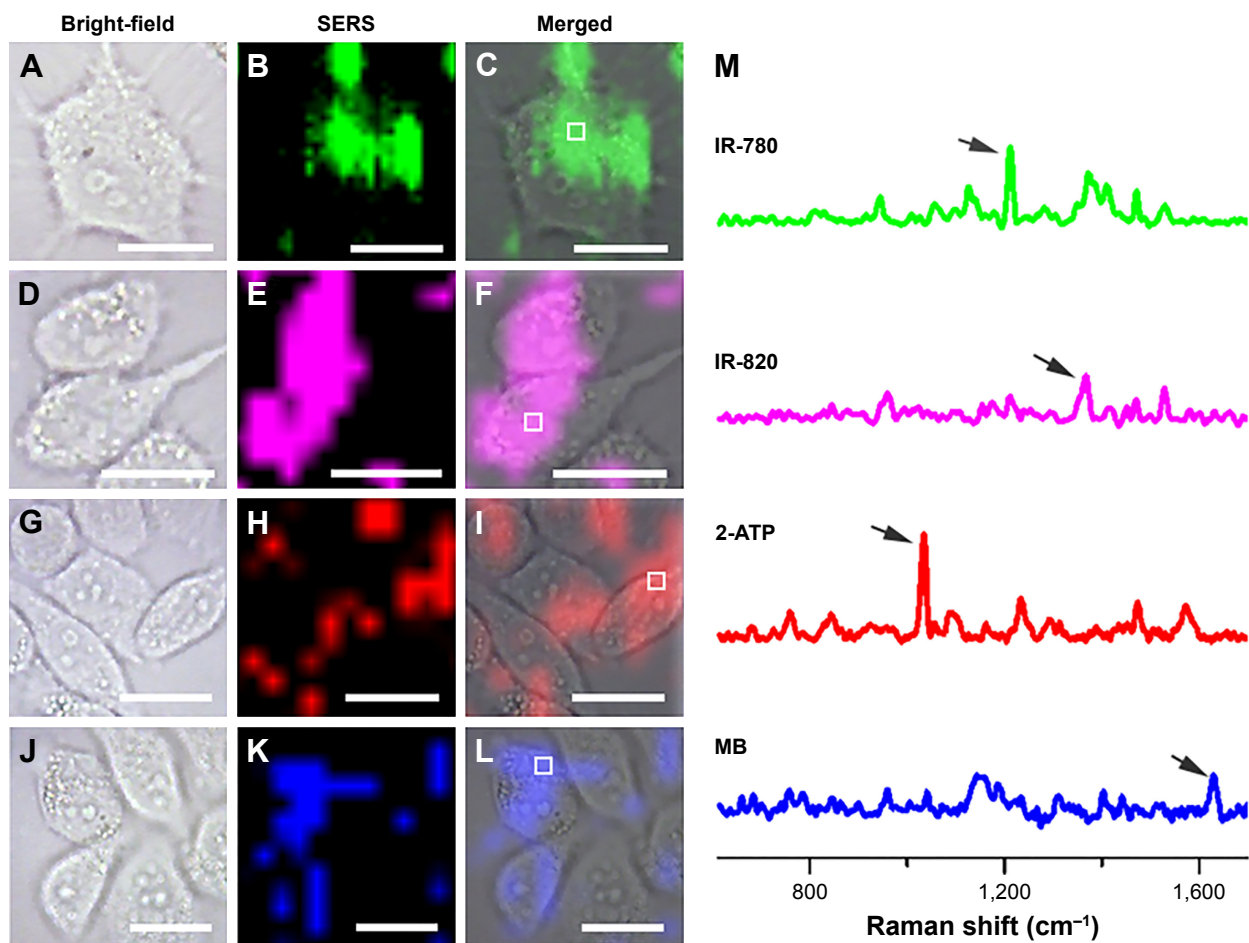 Bright-field SERS Merged
A B C M
IR-780
D E F
IR-820
G H I
2-ATP
J K L
MB
800 1,200 1,600
Raman shift (cm⁻¹)